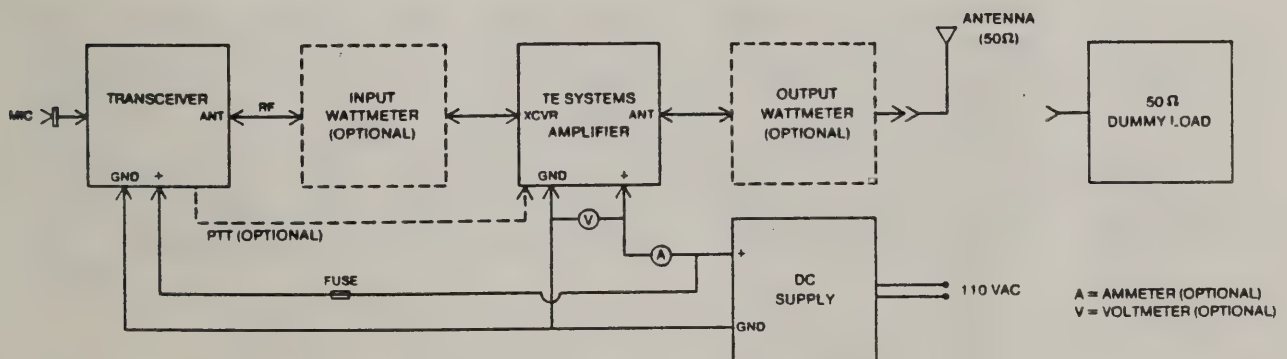 ANTENNA
(50Ω)
MIC
TRANSCEIVER
ANT
RF
INPUT
WATTMETER
(OPTIONAL)
TE SYSTEMS
XCVR
ANT
AMPLIFIER
OUTPUT
WATTMETER
(OPTIONAL)
50 Ω
DUMMY LOAD
GND
+
GND
+
PTT (OPTIONAL)
V
A
+
FUSE
DC
SUPPLY
GND
110 VAC
A = AMMETER (OPTIONAL)
V = VOLTMETER (OPTIONAL)